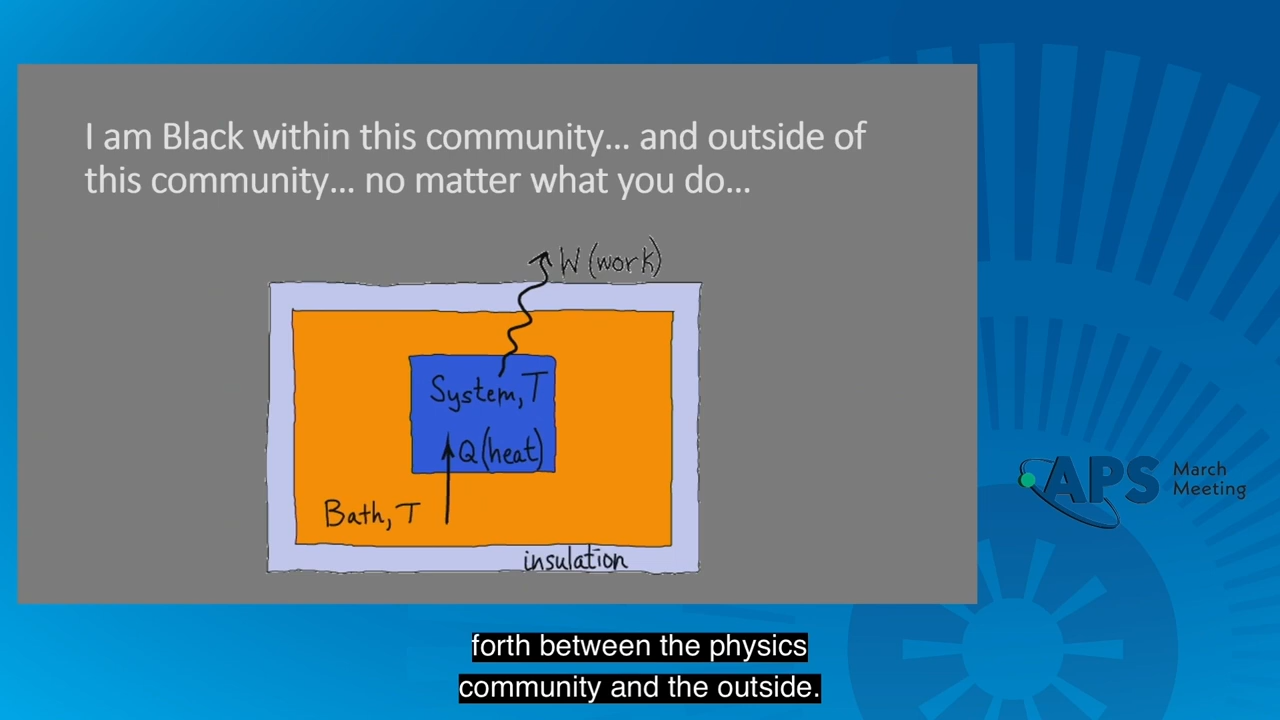 I am Black within this community... and outside of
this community... no matter what you do...
W (work)
System, T
Q (heat)
Bath, T
insulation
APS March
Meeting
forth between the physics
community and the outside.